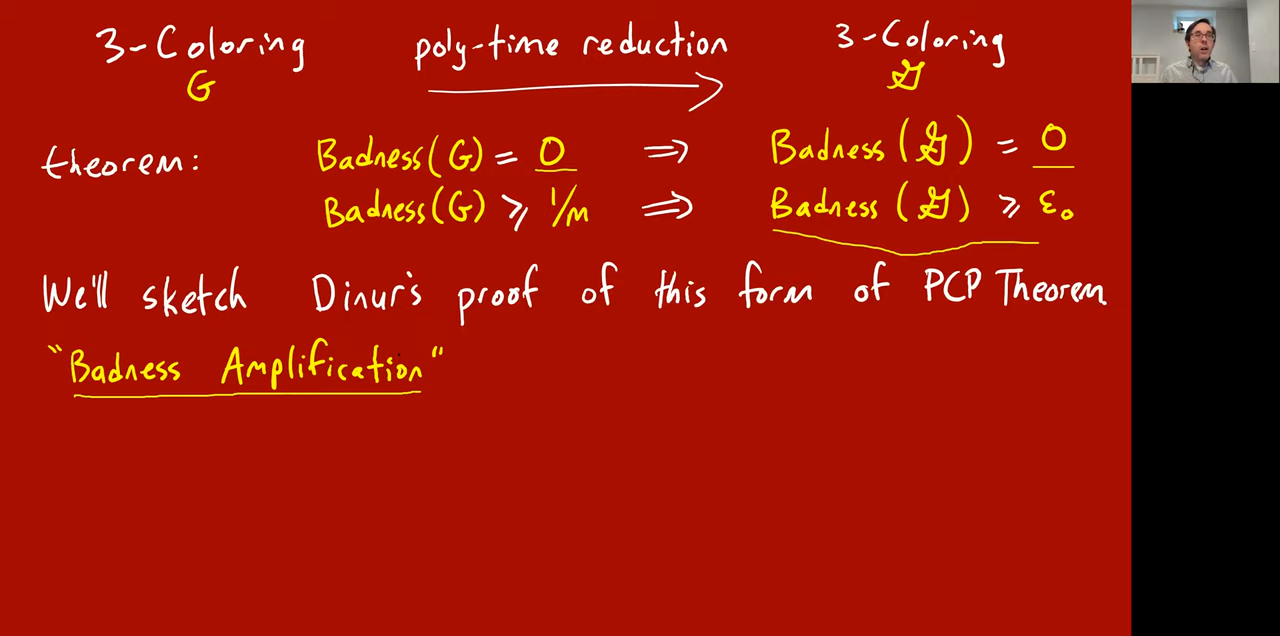 3-Coloring poly-time reduction 3-Coloring
G 𝒢
theorem: Badness(G) = 0 ⇒ Badness(𝒢) = 0
Badness(G) ⩾ 1/m ⇒ Badness(𝒢) ⩾ ε₀
We'll sketch Dinur's proof of this form of PCP Theorem
"Badness Amplification"